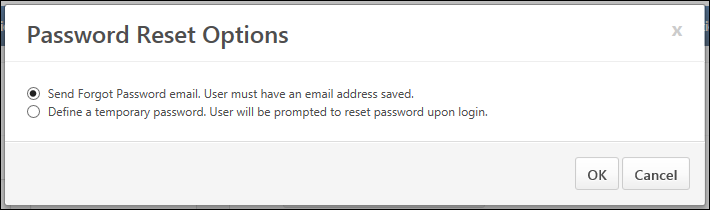 Password Reset Options
x
Send Forgot Password email. User must have an email address saved.
Define a temporary password. User will be prompted to reset password upon login.
OK
Cancel